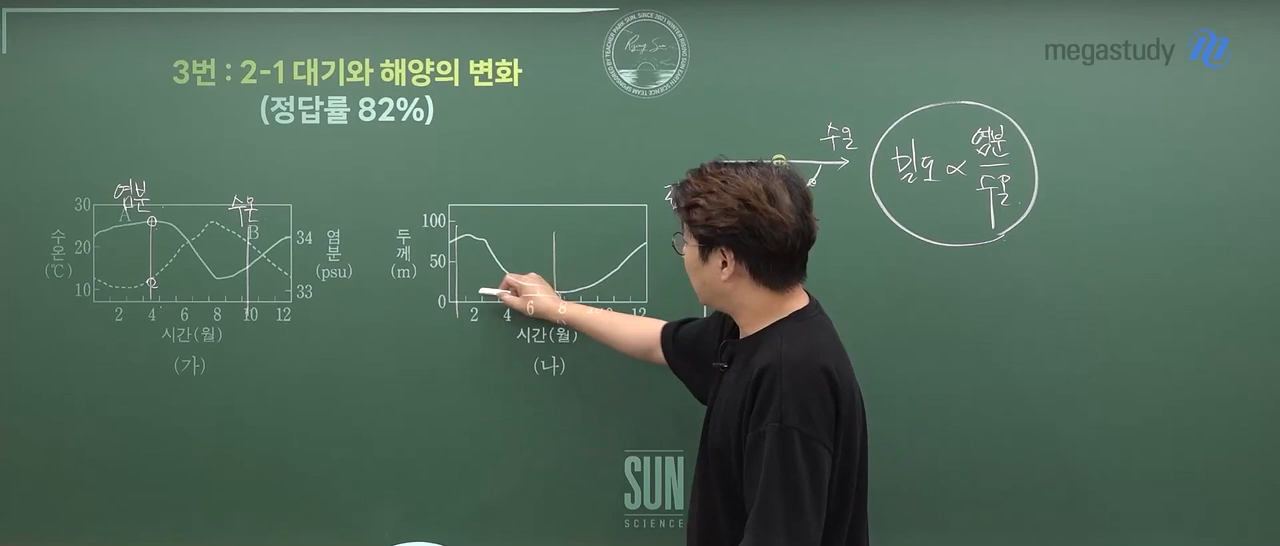 megastudy
3번 : 2-1 대기와 해양의 변화
(정답률 82%)
수온
밀도 ∝ 염분 / 수온
염분
수온
30
20
10
수온
(℃)
A
B
34
33
염분
(psu)
2 4 6 8 10 12
시간(월)
(가)
두께
(m)
100
50
0
2 4 6 8 12
시간(월)
(나)
SUN
SCIENCE